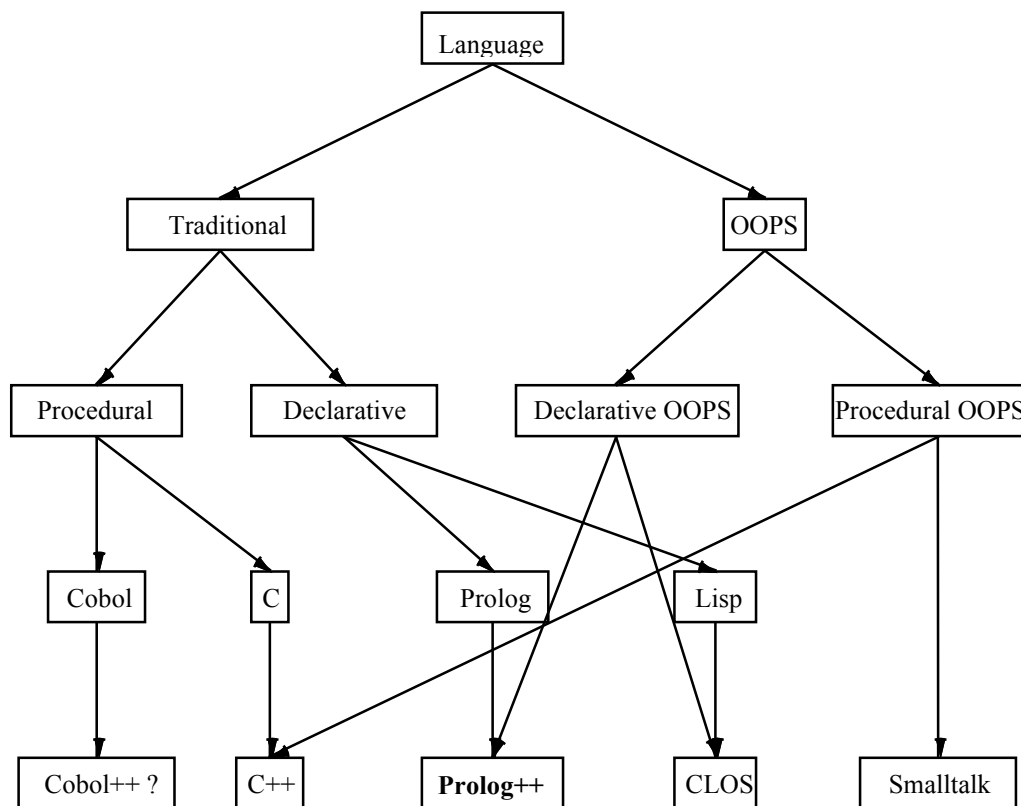 Language
Traditional
OOPS
Procedural
Declarative
Declarative OOPS
Procedural OOPS
Cobol
C
Prolog
Lisp
Cobol++ ?
C++
Prolog++
CLOS
Smalltalk